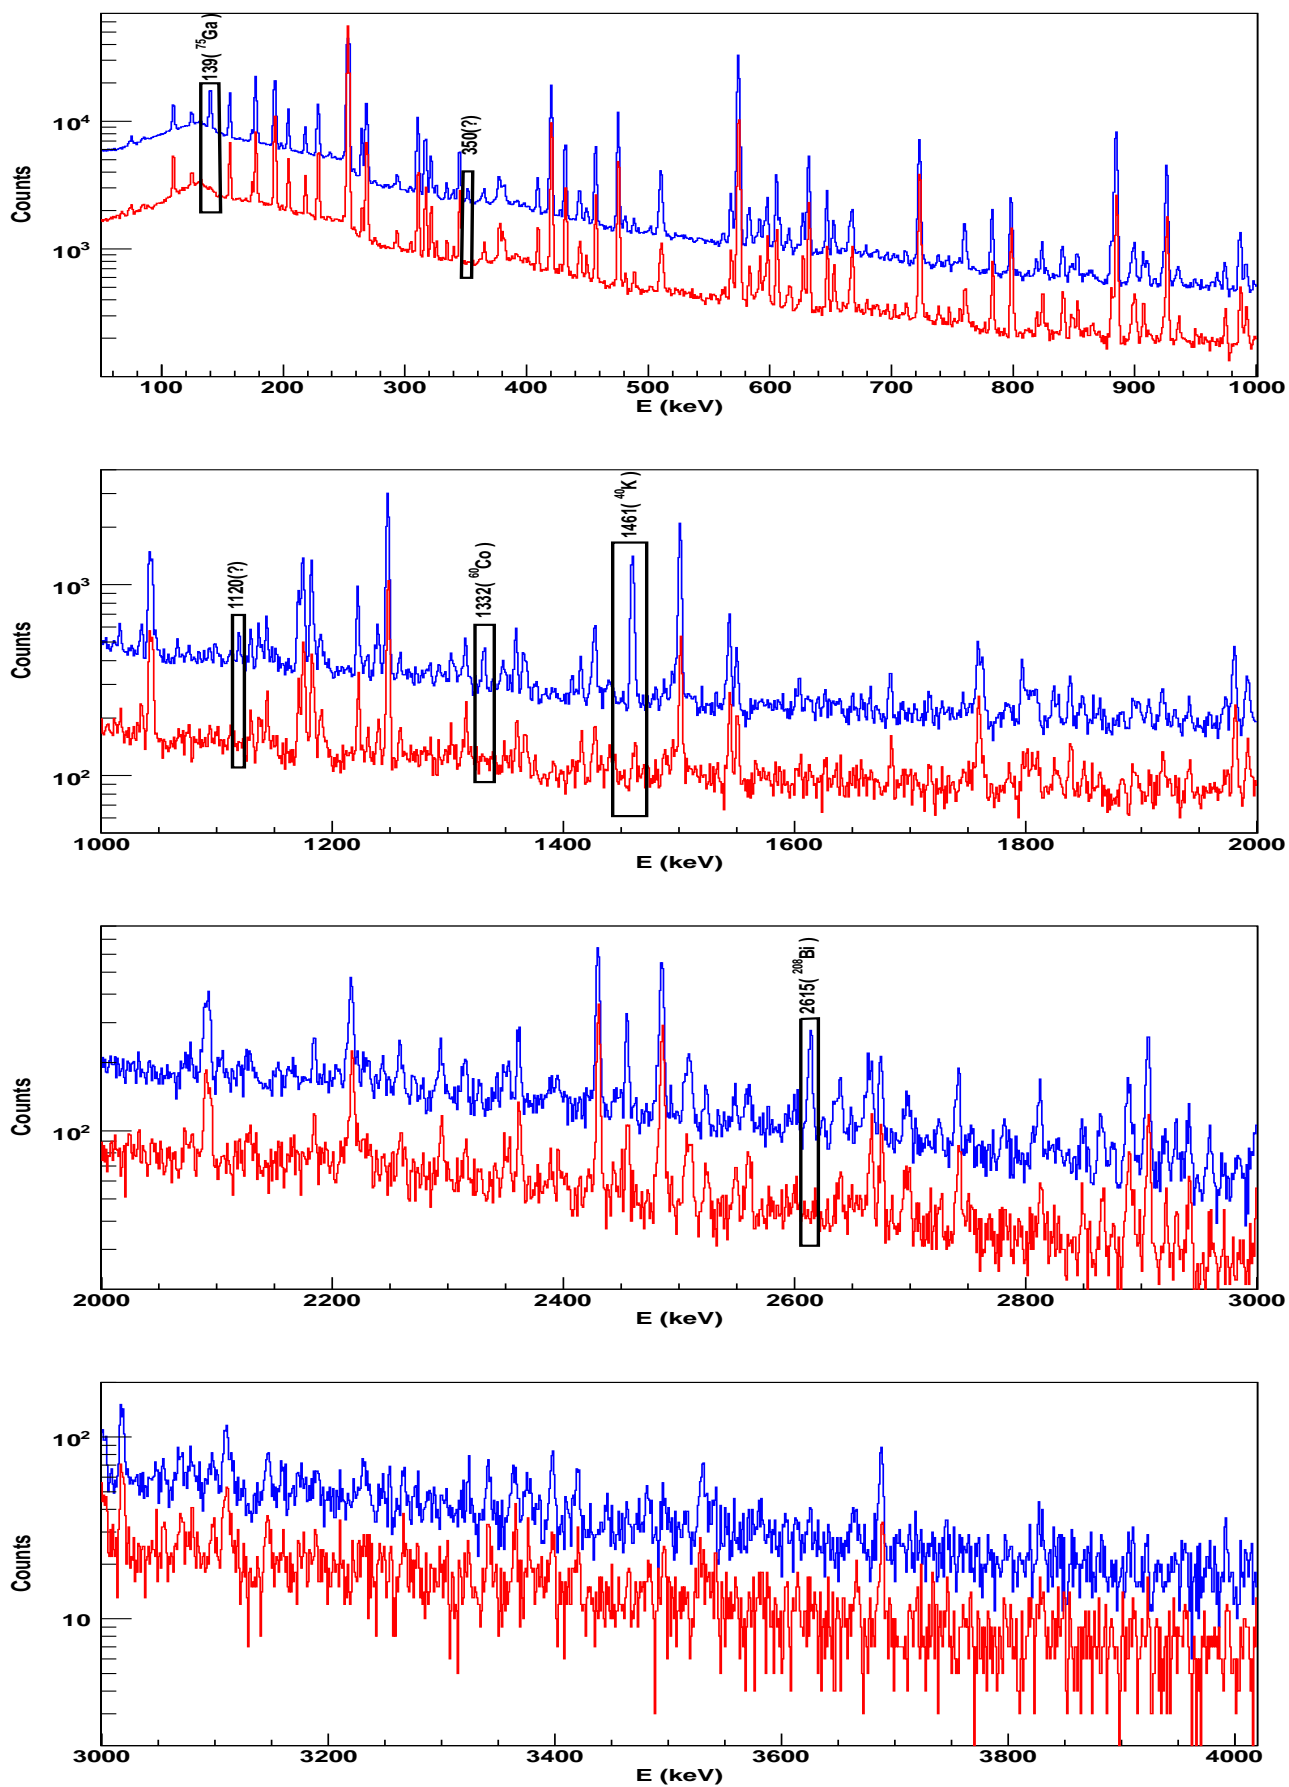 139( ⁷⁵Ga )
350(?)
10⁴
10³
Counts
100 200 300 400 500 600 700 800 900 1000
E (keV)
1120(?)
1332( ⁶⁰Co )
1461( ⁴⁰K )
10³
10²
Counts
1000 1200 1400 1600 1800 2000
E (keV)
2615( ²⁰⁸Bi )
10²
Counts
2000 2200 2400 2600 2800 3000
E (keV)
10²
10
Counts
3000 3200 3400 3600 3800 4000
E (keV)